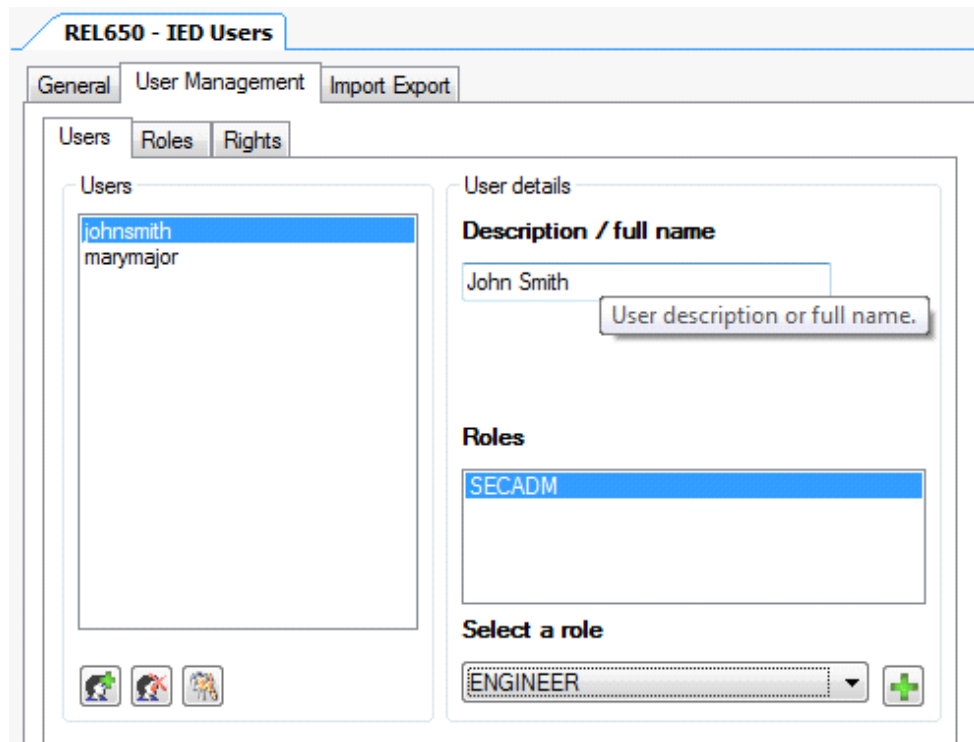 REL650 - IED Users
General User Management Import Export
Users Roles Rights
Users
johnsmith
marymajor
User details
Description / full name
John Smith
User description or full name.
Roles
SECADM
Select a role
ENGINEER